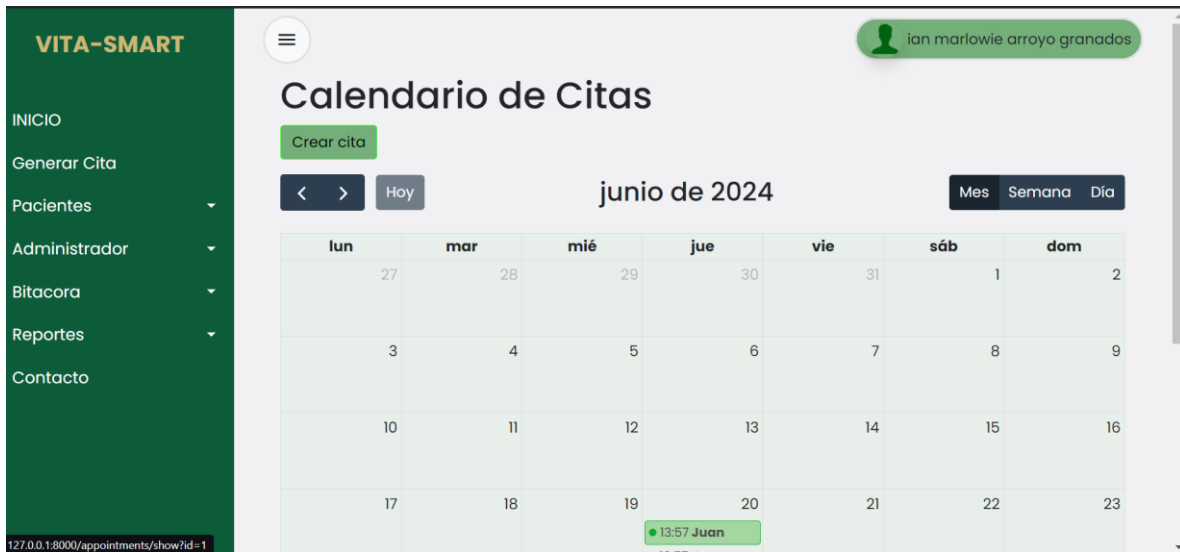 VITA-SMART
INICIO
Generar Cita
Pacientes
Administrador
Bitacora
Reportes
Contacto
127.0.0.1:8000/appointments/show?id=1
ian marlowie arroyo granados
Calendario de Citas
Crear cita
Hoy
junio de 2024
Mes Semana Día
lun mar mié jue vie sáb dom
27 28 29 30 31 1 2
3 4 5 6 7 8 9
10 11 12 13 14 15 16
17 18 19 20 21 22 23
13:57 Juan